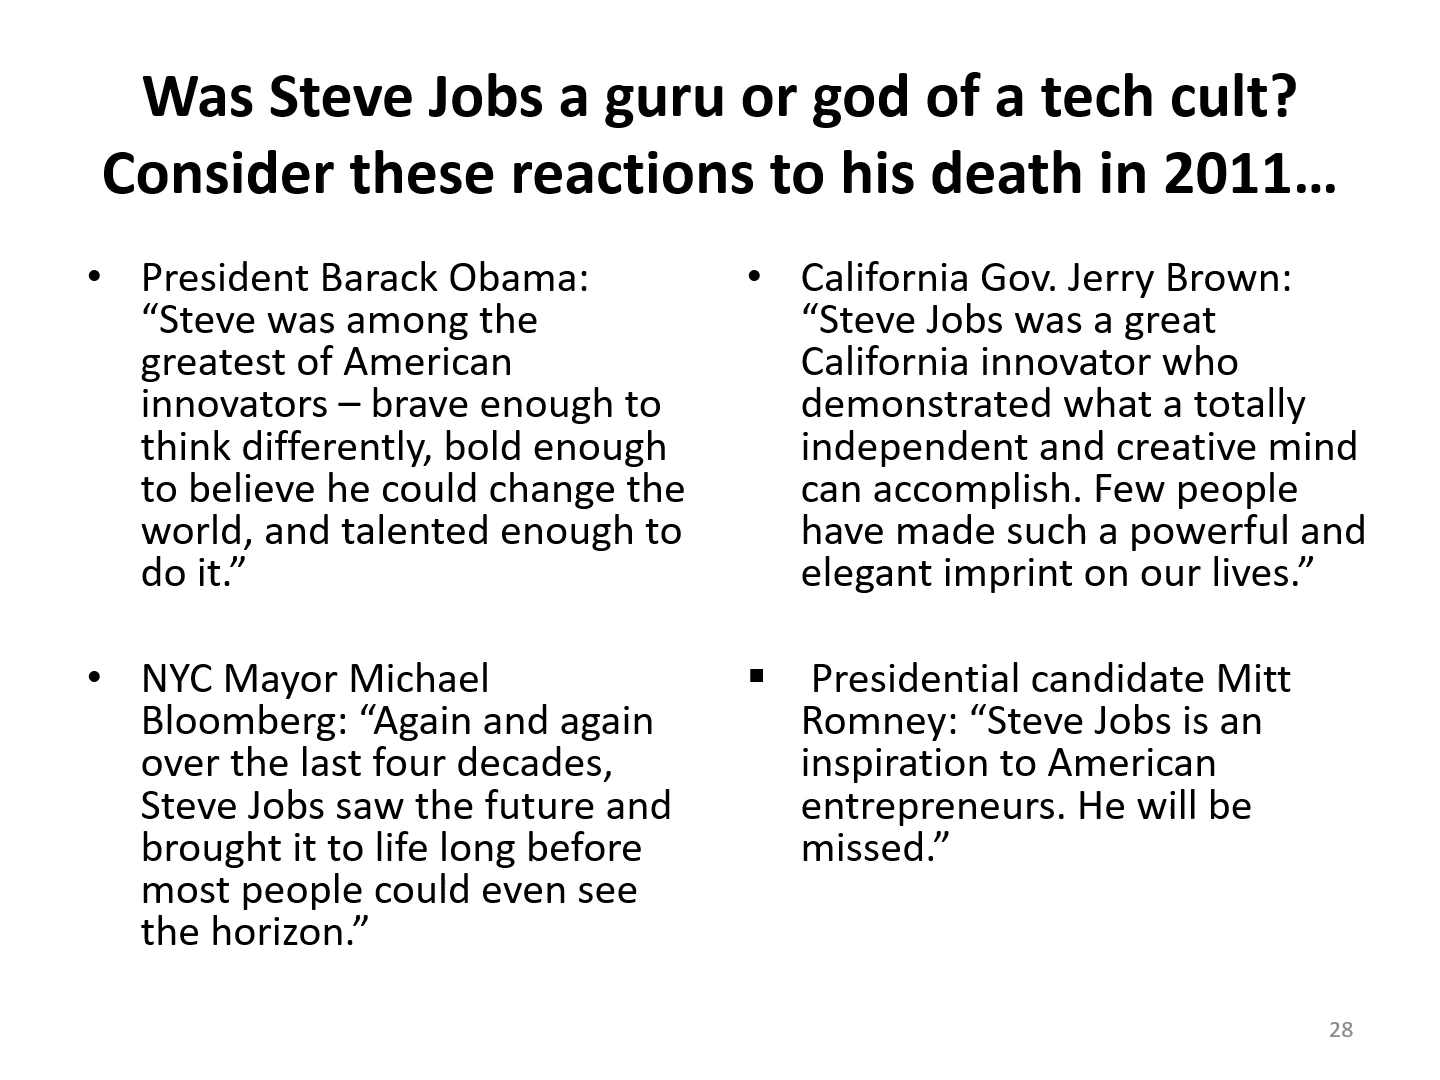 Was Steve Jobs a guru or god of a tech cult?
Consider these reactions to his death in 2011…
• President Barack Obama:
“Steve was among the
greatest of American
innovators – brave enough to
think differently, bold enough
to believe he could change the
world, and talented enough to
do it.”
• NYC Mayor Michael
Bloomberg: “Again and again
over the last four decades,
Steve Jobs saw the future and
brought it to life long before
most people could even see
the horizon.”
• California Gov. Jerry Brown:
“Steve Jobs was a great
California innovator who
demonstrated what a totally
independent and creative mind
can accomplish. Few people
have made such a powerful and
elegant imprint on our lives.”
▪ Presidential candidate Mitt
Romney: “Steve Jobs is an
inspiration to American
entrepreneurs. He will be
missed.”
28